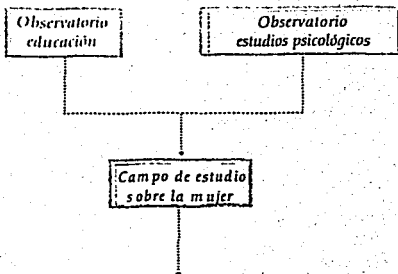 Observatorio
educación
Observatorio
estudios psicológicos
Campo de estudio
sobre la mujer